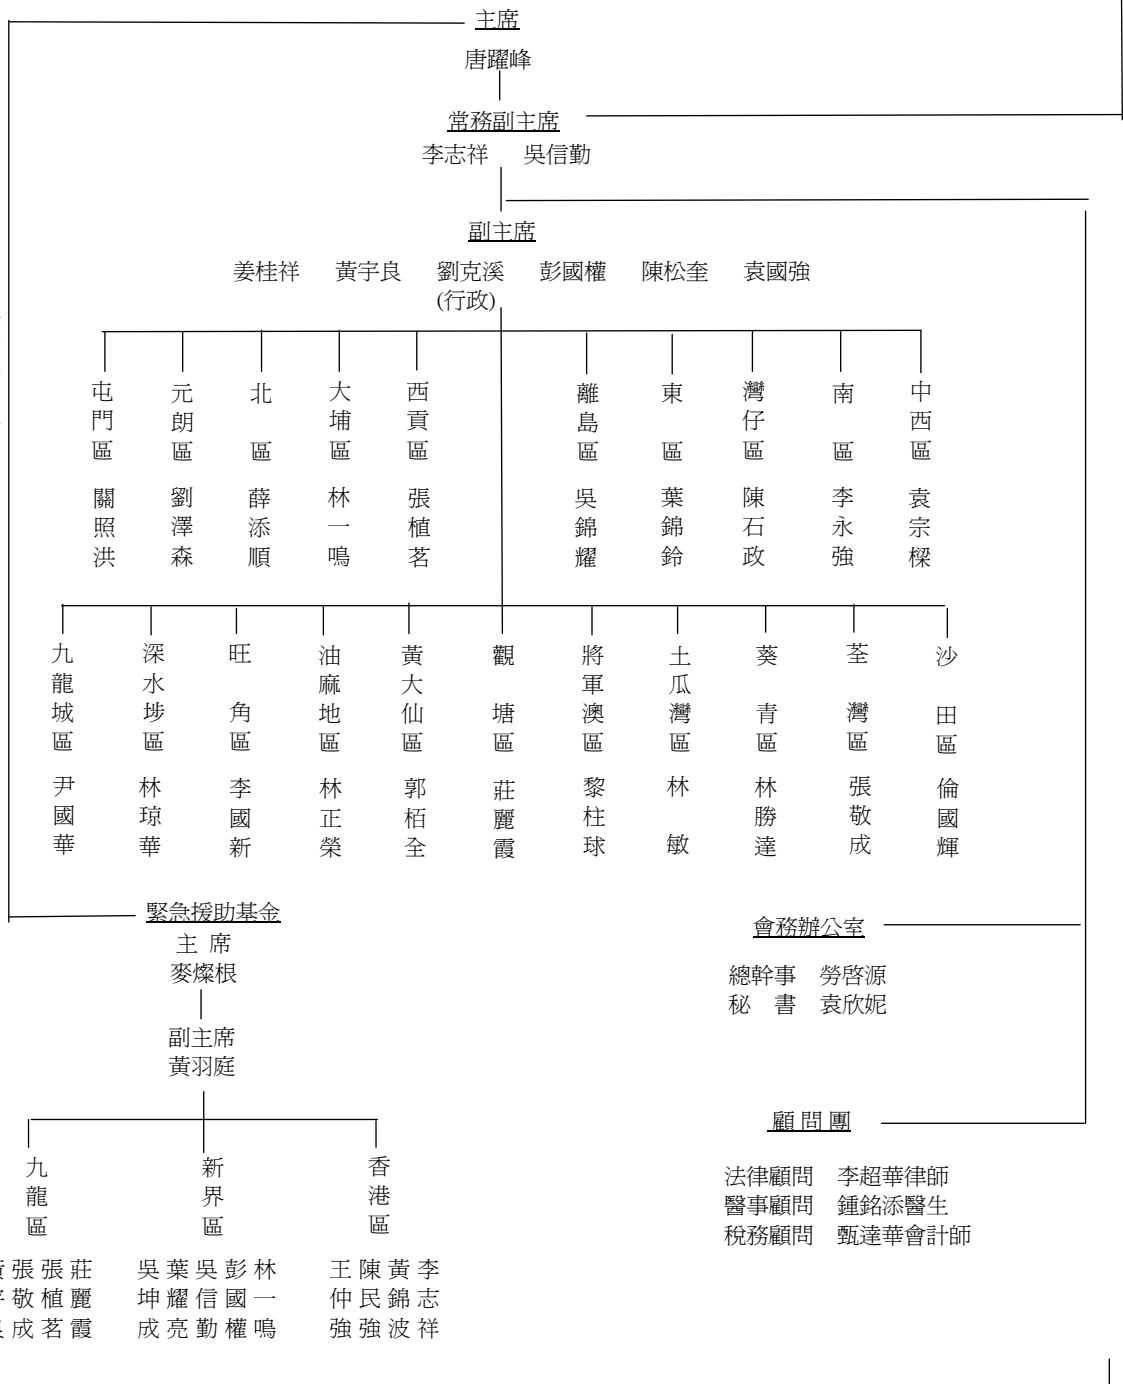 主席
唐躍峰
常務副主席
李志祥 吳信勤
副主席
姜桂祥 黃宇良 劉克溪 彭國權 陳松奎 袁國強
(行政)
屯門區 關照洪
元朗區 劉澤森
北區 薛添順
大埔區 林一鳴
西貢區 張植茗
離島區 吳錦耀
東區 葉錦鈴
灣仔區 陳石政
南區 李永強
中西區 袁宗樑
九龍城區 尹國華
深水埗區 林琼華
旺角區 李國新
油麻地區 林正榮
黃大仙區 郭栢全
觀塘區 莊麗霞
將軍澳區 黎柱球
土瓜灣區 林敏
葵青區 林勝達
荃灣區 張敬成
沙田區 倫國輝
緊急援助基金
主席
麥燦根
副主席
黃羽庭
九龍區
張敬成
張植茗
莊麗霞
新界區
吳坤成
葉耀亮
吳信勤
彭國權
林一鳴
香港區
王仲強
陳民強
黃錦波
李志祥
會務辦公室
總幹事 勞啓源
秘書 袁欣妮
顧問團
法律顧問 李超華律師
醫事顧問 鍾銘添醫生
稅務顧問 甄達華會計師